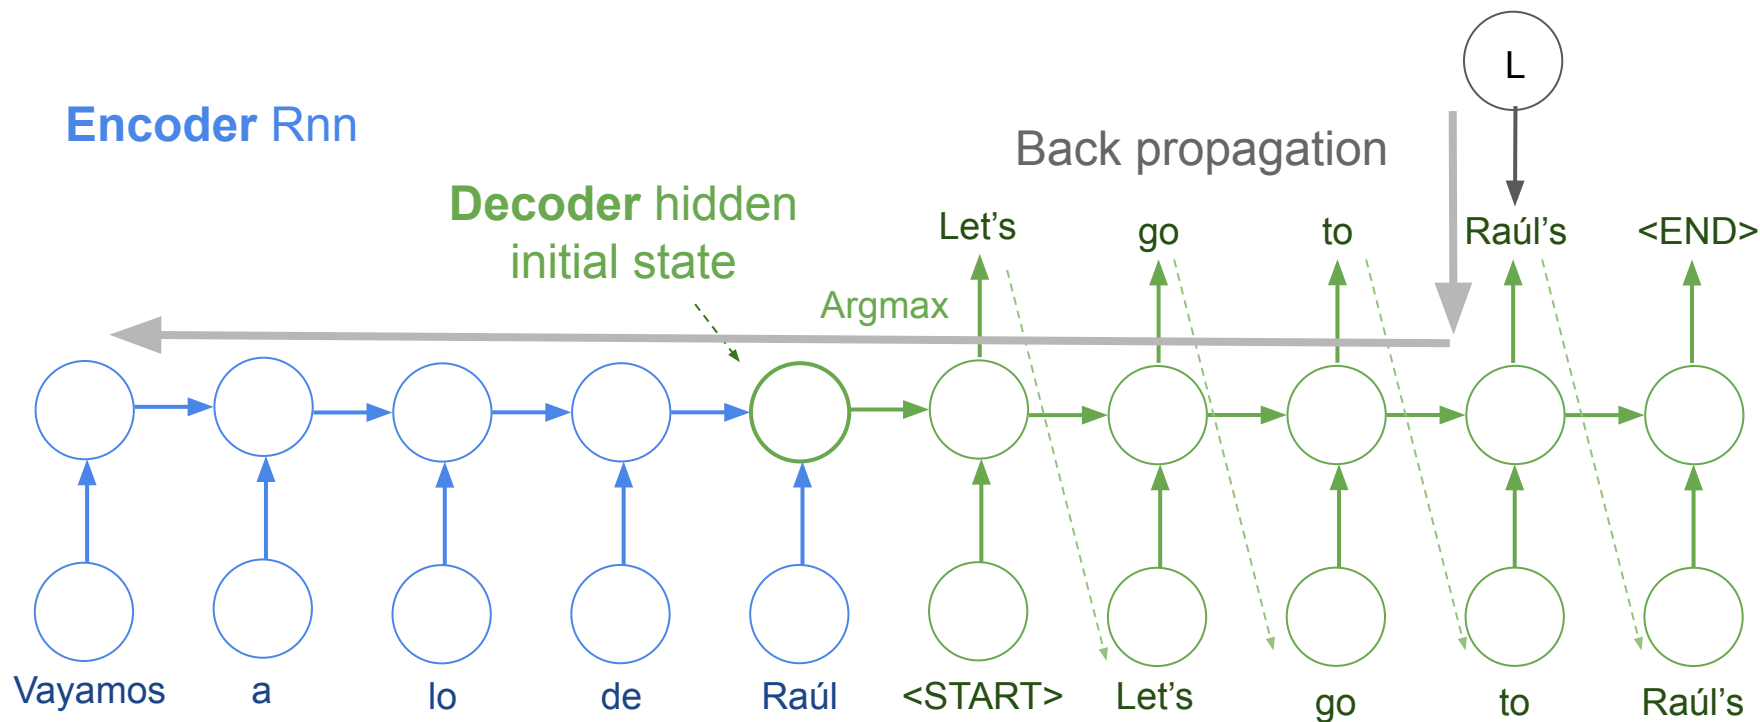 L
Encoder Rnn
Back propagation
Decoder hidden
initial state
Let's go to Raúl's <END>
Argmax
Vayamos a lo de Raúl <START> Let's go to Raúl's